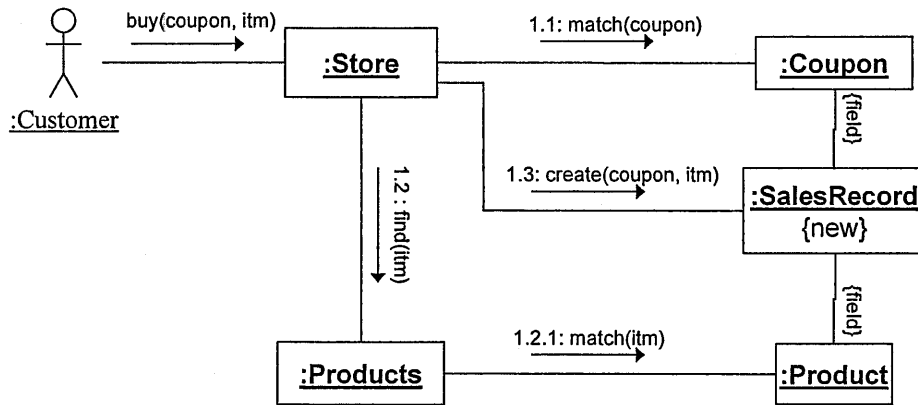 buy(coupon, itm)
1.1: match(coupon)
:Store
:Coupon
:Customer
{field}
1.2 : find(itm)
1.3: create(coupon, itm)
:SalesRecord
{new}
{field}
1.2.1: match(itm)
:Products
:Product